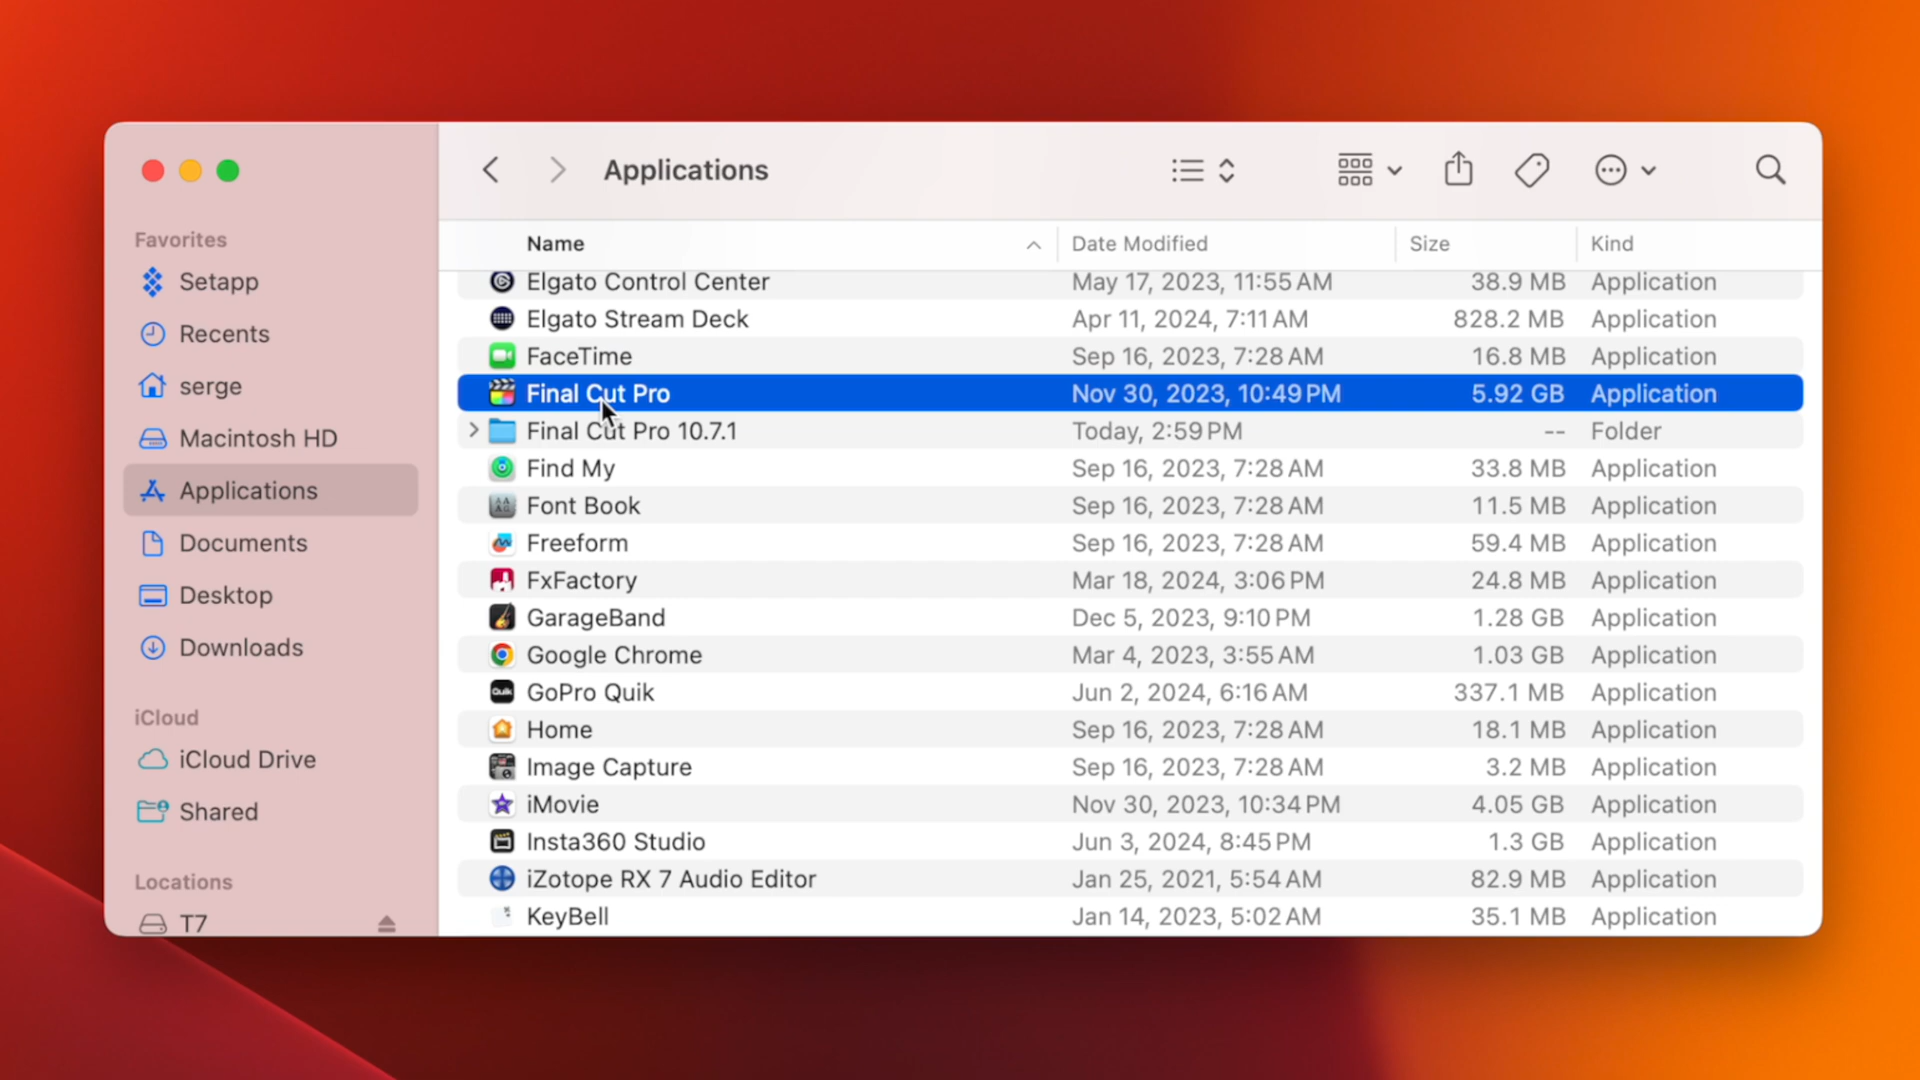 Applications
Favorites
Setapp
Recents
serge
Macintosh HD
Applications
Documents
Desktop
Downloads
iCloud
iCloud Drive
Shared
Locations
T7
Name Date Modified Size Kind
Elgato Control Center May 17, 2023, 11:55 AM 38.9 MB Application
Elgato Stream Deck Apr 11, 2024, 7:11 AM 828.2 MB Application
FaceTime Sep 16, 2023, 7:28 AM 16.8 MB Application
Final Cut Pro Nov 30, 2023, 10:49 PM 5.92 GB Application
Final Cut Pro 10.7.1 Today, 2:59 PM -- Folder
Find My Sep 16, 2023, 7:28 AM 33.8 MB Application
Font Book Sep 16, 2023, 7:28 AM 11.5 MB Application
Freeform Sep 16, 2023, 7:28 AM 59.4 MB Application
FxFactory Mar 18, 2024, 3:06 PM 24.8 MB Application
GarageBand Dec 5, 2023, 9:10 PM 1.28 GB Application
Google Chrome Mar 4, 2023, 3:55 AM 1.03 GB Application
GoPro Quik Jun 2, 2024, 6:16 AM 337.1 MB Application
Home Sep 16, 2023, 7:28 AM 18.1 MB Application
Image Capture Sep 16, 2023, 7:28 AM 3.2 MB Application
iMovie Nov 30, 2023, 10:34 PM 4.05 GB Application
Insta360 Studio Jun 3, 2024, 8:45 PM 1.3 GB Application
iZotope RX 7 Audio Editor Jan 25, 2021, 5:54 AM 82.9 MB Application
KeyBell Jan 14, 2023, 5:02 AM 35.1 MB Application